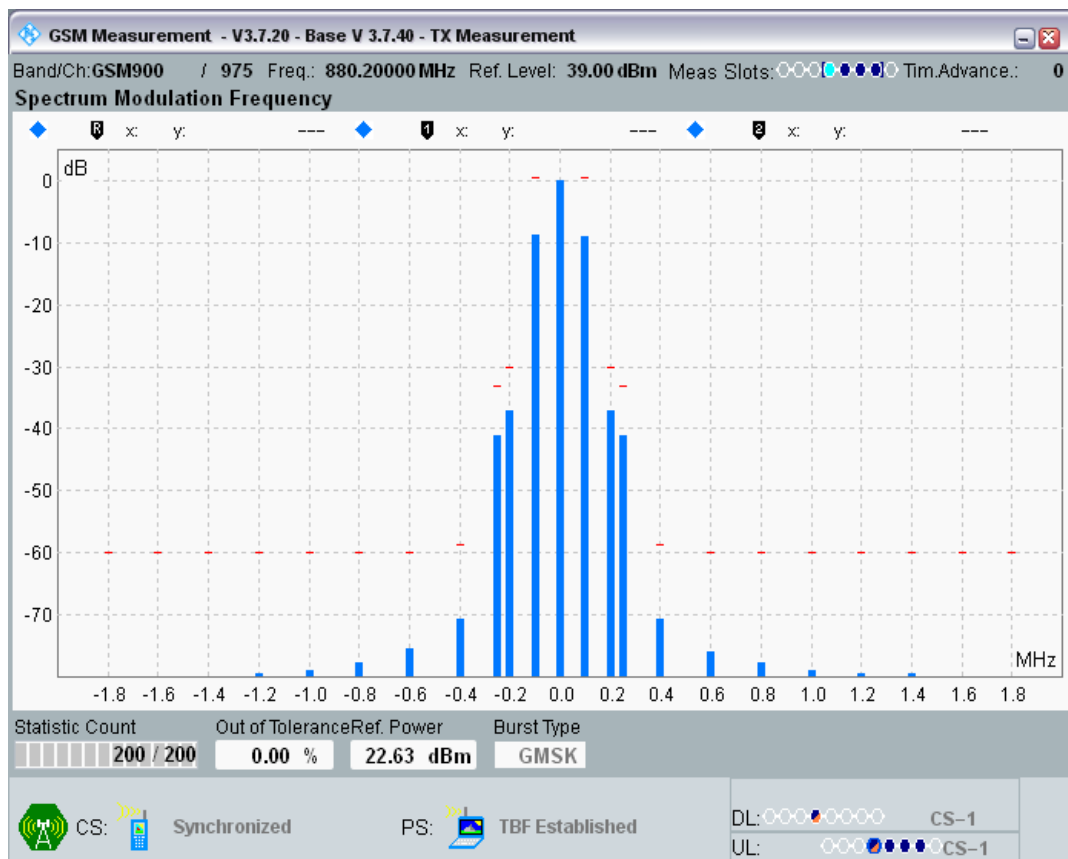 GSM Measurement - V3.7.20 - Base V 3.7.40 - TX Measurement
Band/Ch:GSM900 / 975 Freq.: 880.20000 MHz Ref. Level: 39.00 dBm Meas Slots: Tim.Advance.: 0
Spectrum Modulation Frequency
R x: y: --- 1 x: y: --- 2 x: y: ---
dB
0
-10
-20
-30
-40
-50
-60
-70
MHz
-1.8 -1.6 -1.4 -1.2 -1.0 -0.8 -0.6 -0.4 -0.2 0.0 0.2 0.4 0.6 0.8 1.0 1.2 1.4 1.6 1.8
Statistic Count Out of Tolerance Ref. Power Burst Type
200 / 200 0.00 % 22.63 dBm GMSK
CS: Synchronized PS: TBF Established
DL: CS-1
UL: CS-1